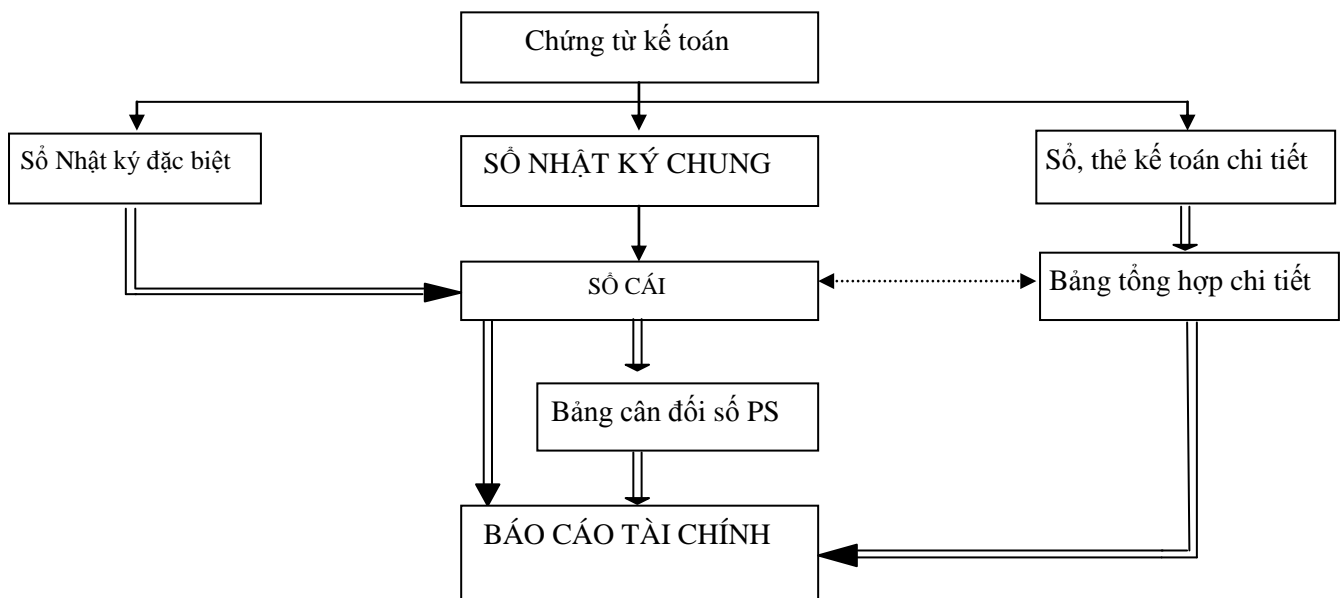 Chứng từ kế toán
Sổ Nhật ký đặc biệt
SỔ NHẬT KÝ CHUNG
Sổ, thẻ kế toán chi tiết
SỔ CÁI
Bảng tổng hợp chi tiết
Bảng cân đối số PS
BÁO CÁO TÀI CHÍNH